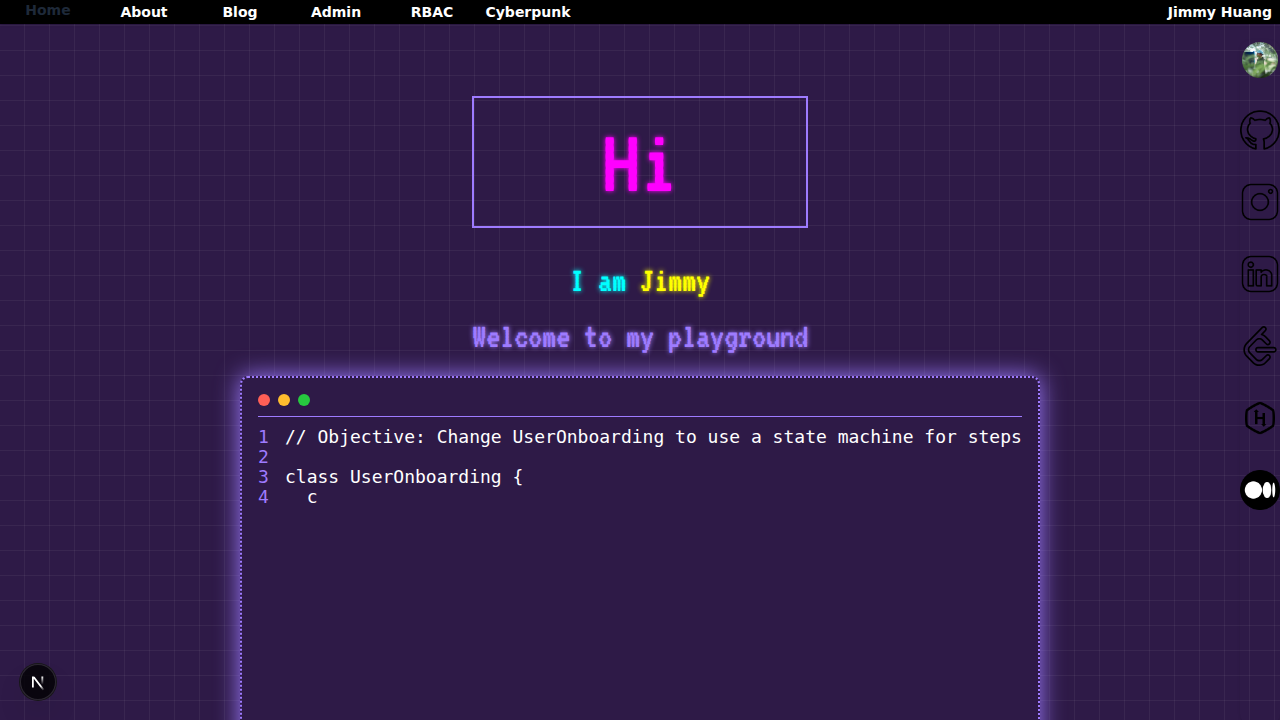 Home About Blog Admin RBAC Cyberpunk Jimmy Huang
Hi
I am Jimmy
Welcome to my playground
1 // Objective: Change UserOnboarding to use a state machine for steps
2
3 class UserOnboarding {
4   c